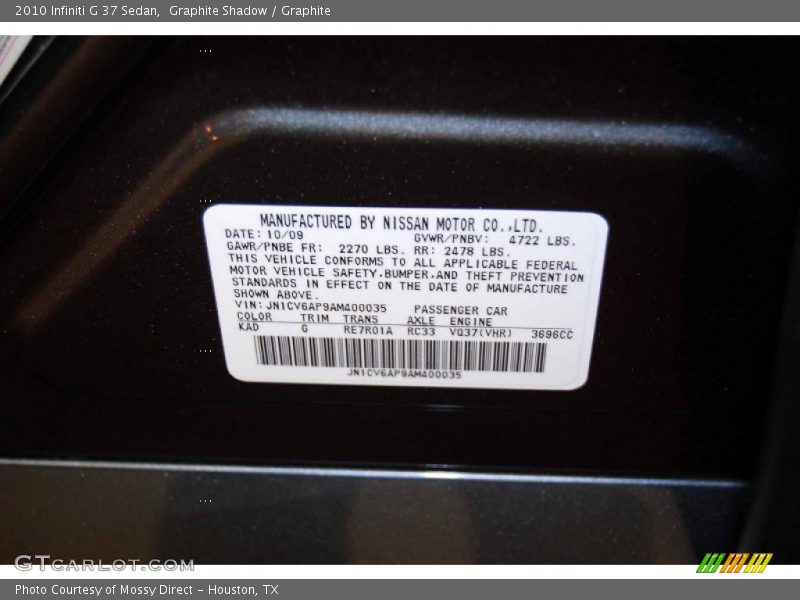 2010 Infiniti G 37 Sedan,  Graphite Shadow / Graphite
MANUFACTURED BY NISSAN MOTOR CO.,LTD.
DATE: 10/09 GVWR/PNBV: 4722 LBS.
GAWR/PNBE FR: 2270 LBS. RR: 2478 LBS.
THIS VEHICLE CONFORMS TO ALL APPLICABLE FEDERAL
MOTOR VEHICLE SAFETY,BUMPER,AND THEFT PREVENTION
STANDARDS IN EFFECT ON THE DATE OF MANUFACTURE
SHOWN ABOVE.
VIN: JN1CV6AP9AM400035 PASSENGER CAR
COLOR TRIM TRANS AXLE ENGINE
KAD G RE7R01A RC33 VQ37(VHR) 3696CC
JN1CV6AP9AM400035
GTCARLOT.COM
Photo Courtesy of Mossy Direct - Houston, TX